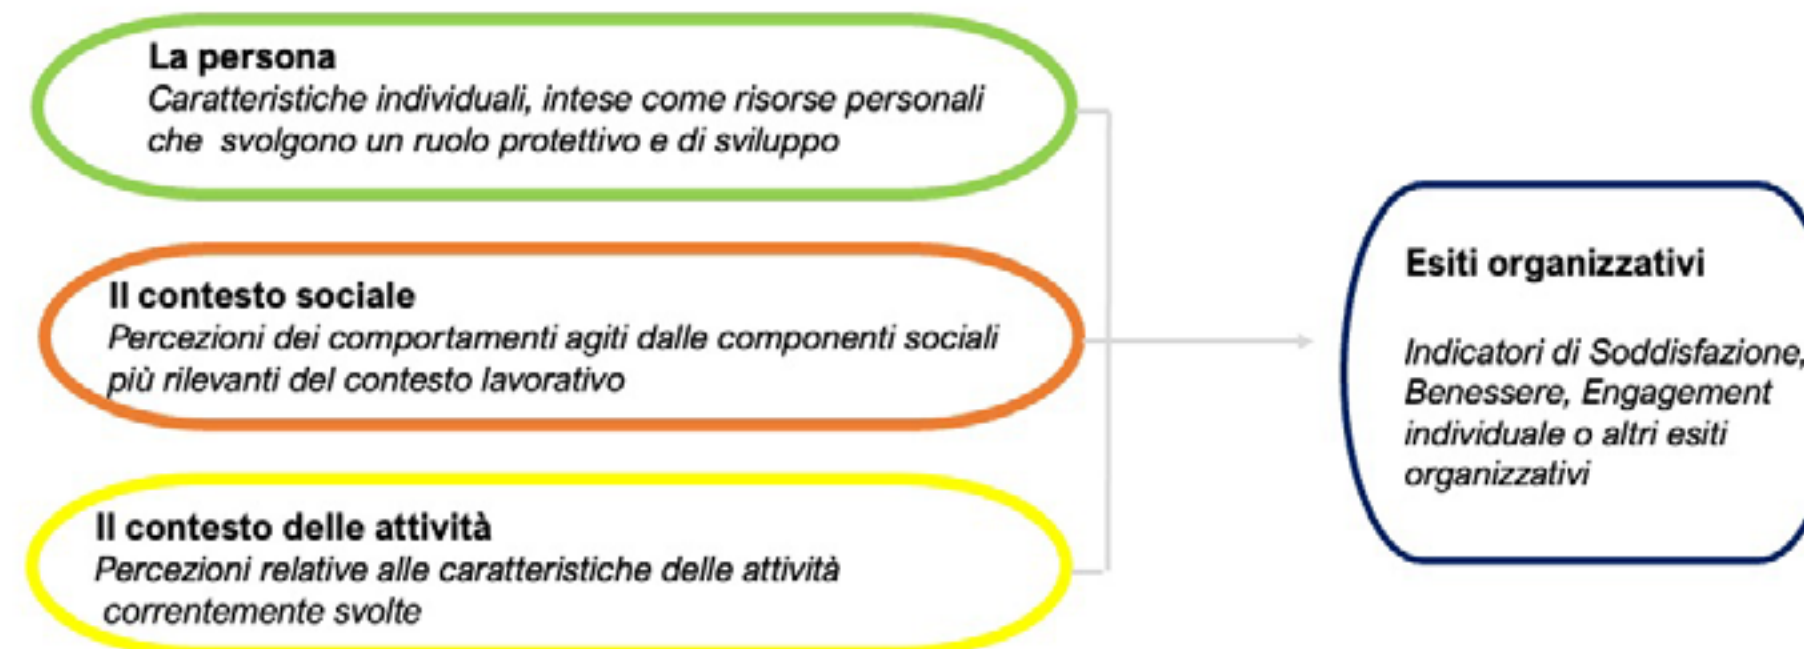 La persona
Caratteristiche individuali, intese come risorse personali
che svolgono un ruolo protettivo e di sviluppo
Il contesto sociale
Percezioni dei comportamenti agiti dalle componenti sociali
più rilevanti del contesto lavorativo
Il contesto delle attività
Percezioni relative alle caratteristiche delle attività
correntemente svolte
Esiti organizzativi
Indicatori di Soddisfazione,
Benessere, Engagement
individuale o altri esiti
organizzativi